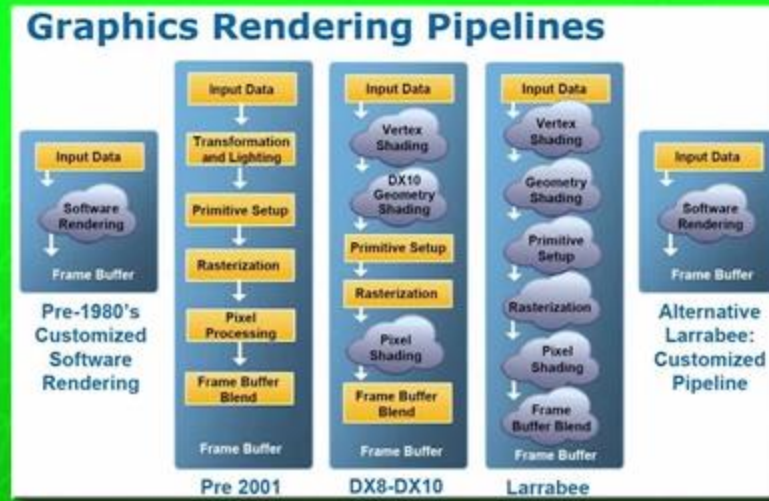 Graphics Rendering Pipelines
Input Data
Software
Rendering
Frame Buffer
Pre-1980's
Customized
Software
Rendering
Input Data
Transformation
and Lighting
Primitive Setup
Rasterization
Pixel
Processing
Frame Buffer
Blend
Frame Buffer
Pre 2001
Input Data
Vertex
Shading
DX10
Geometry
Shading
Primitive Setup
Rasterization
Pixel
Shading
Frame Buffer
Blend
Frame Buffer
DX8-DX10
Input Data
Vertex
Shading
Geometry
Shading
Primitive
Setup
Rasterization
Pixel
Shading
Frame
Buffer Blend
Frame Buffer
Larrabee
Input Data
Software
Rendering
Frame Buffer
Alternative
Larrabee:
Customized
Pipeline